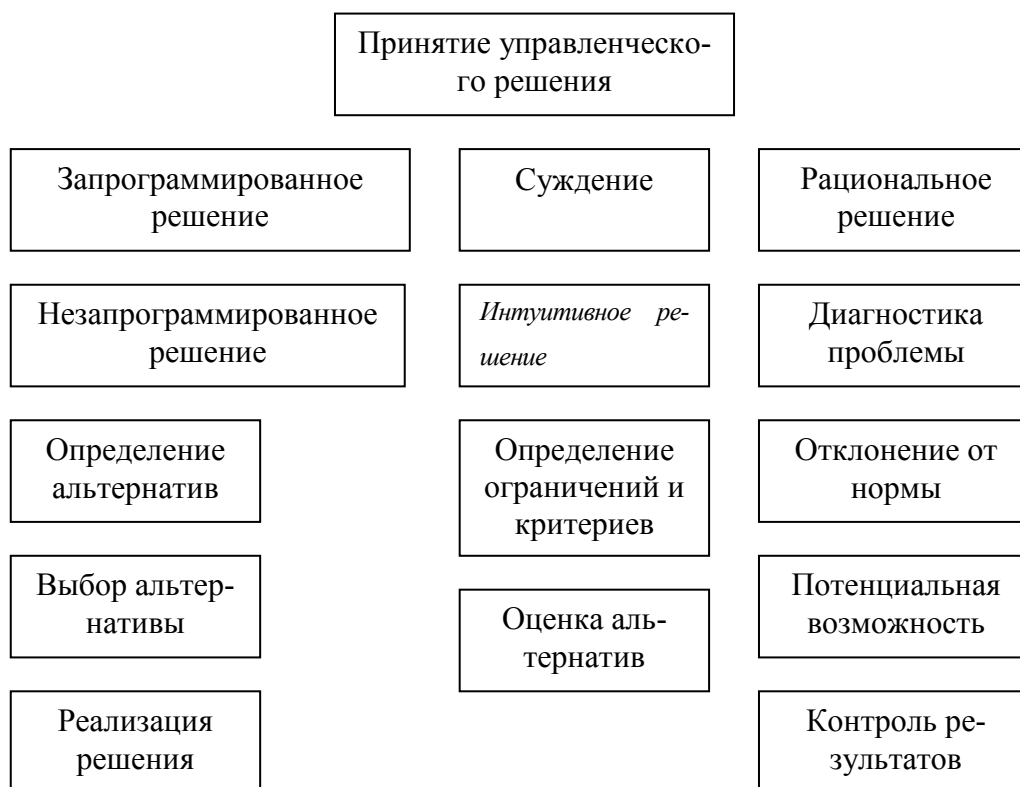 Принятие управленческо-
го решения
Запрограммированное
решение
Суждение
Рациональное
решение
Незапрограммированное
решение
Интуитивное ре-
шение
Диагностика
проблемы
Определение
альтернатив
Определение
ограничений и
критериев
Отклонение от
нормы
Выбор альтер-
нативы
Оценка аль-
тернатив
Потенциальная
возможность
Реализация
решения
Контроль ре-
зультатов